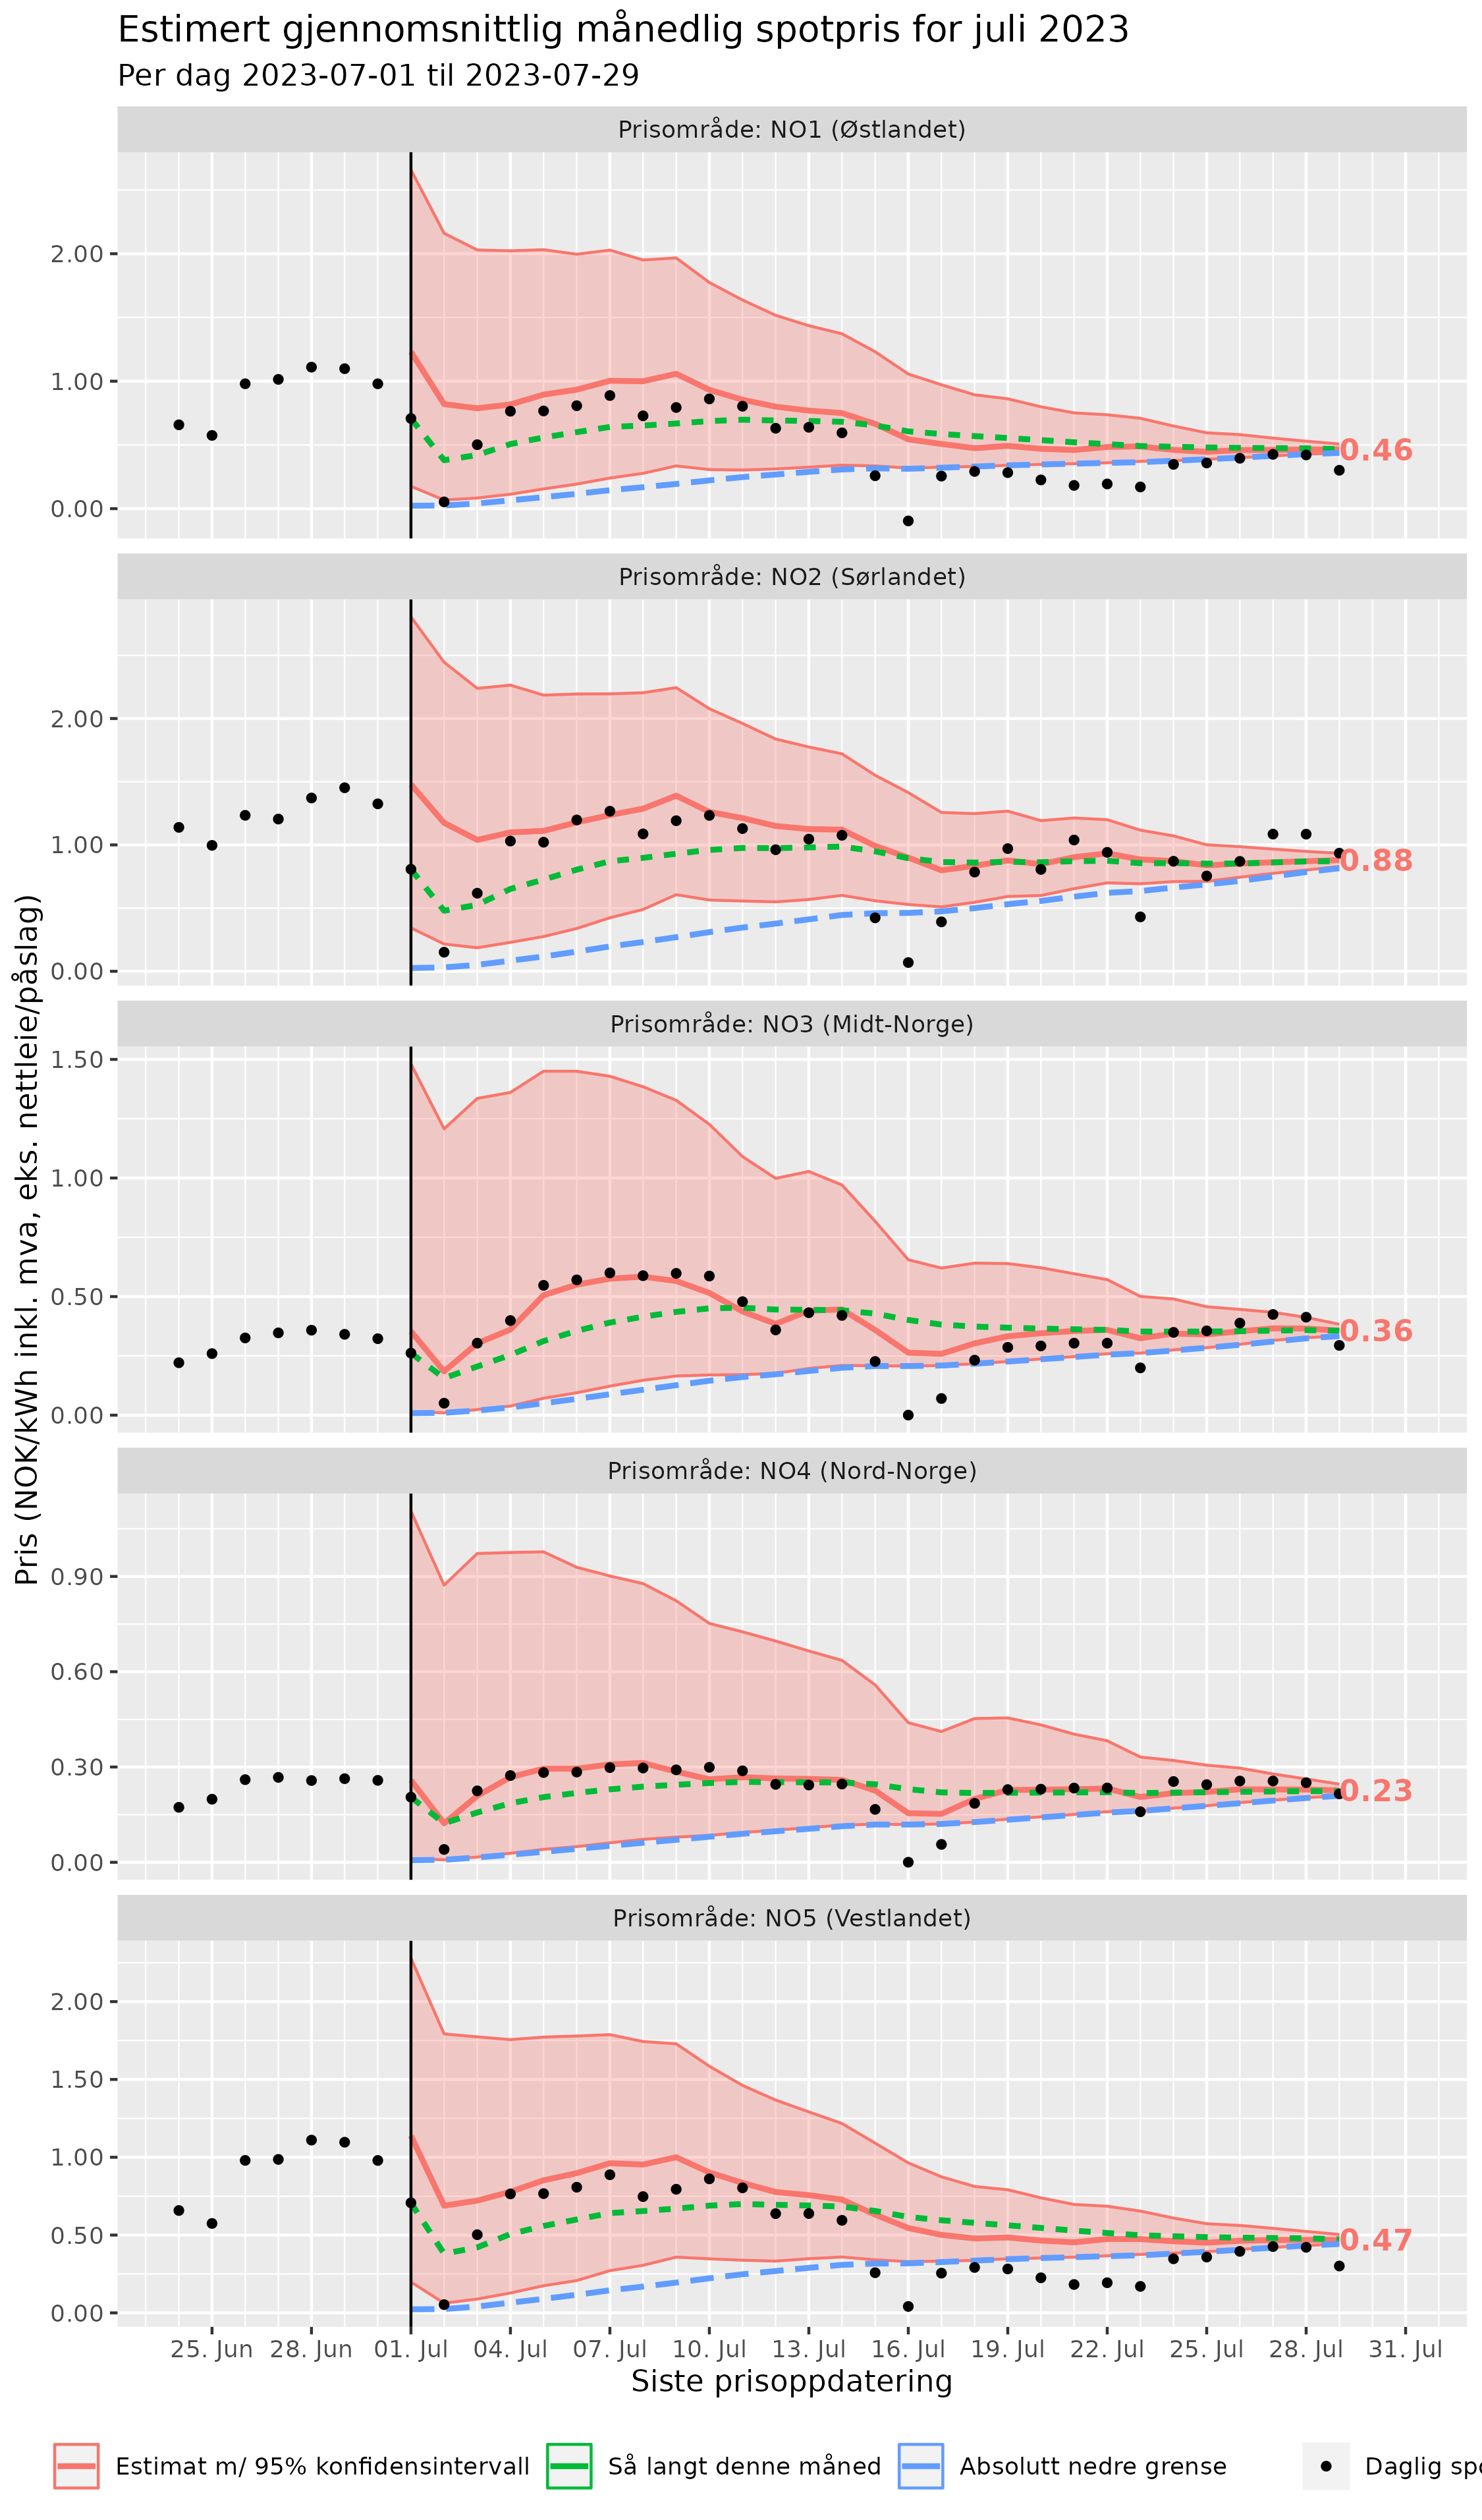 Estimert gjennomsnittlig månedlig spotpris for juli 2023
Per dag 2023-07-01 til 2023-07-29
Pris (NOK/kWh inkl. mva, eks. nettleie/påslag)
Prisområde: NO1 (Østlandet)
2.00
1.00
0.00
0.46
Prisområde: NO2 (Sørlandet)
2.00
1.00
0.00
0.88
Prisområde: NO3 (Midt-Norge)
1.50
1.00
0.50
0.00
0.36
Prisområde: NO4 (Nord-Norge)
0.90
0.60
0.30
0.00
0.23
Prisområde: NO5 (Vestlandet)
2.00
1.50
1.00
0.50
0.00
0.47
25. Jun 28. Jun 01. Jul 04. Jul 07. Jul 10. Jul 13. Jul 16. Jul 19. Jul 22. Jul 25. Jul 28. Jul 31. Jul
Siste prisoppdatering
Estimat m/ 95% konfidensintervall Så langt denne måned Absolutt nedre grense Daglig